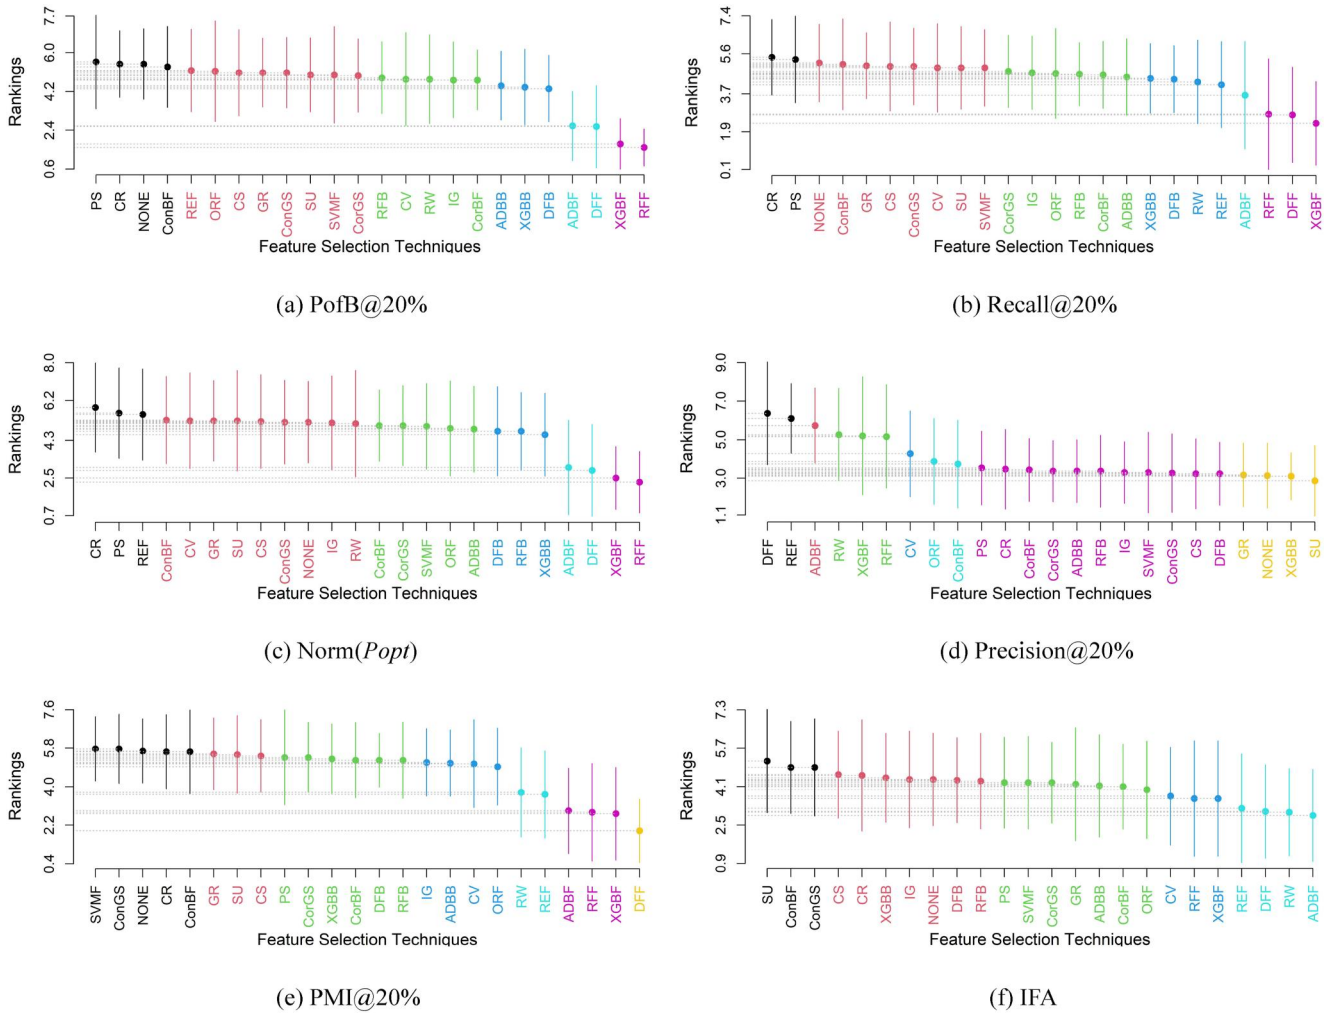 7.7
6.0
4.2
2.4
0.6
Rankings
PS CR NONE ConBF REF ORF CS GR ConGS SU SVMF CorGS RFB CV RW IG CorBF ADBB XGBB DFB ADBF DFF XGBF RFF
Feature Selection Techniques
(a) PofB@20%
7.4
5.6
3.7
1.9
0.1
Rankings
CR PS NONE ConBF GR CS ConGS CV SU SVMF CorGS IG ORF RFB CorBF ADBB XGBB DFB RW REF ADBF RFF DFF XGBF
Feature Selection Techniques
(b) Recall@20%
8.0
6.2
4.3
2.5
0.7
Rankings
CR PS REF ConBF CV GR SU CS ConGS NONE IG RW CorBF CorGS SVMF ORF ADBB DFB RFB XGBB ADBF DFF XGBF RFF
Feature Selection Techniques
(c) Norm(Popt)
9.0
7.0
5.0
3.0
1.1
Rankings
DFF REF ADBF RW XGBF RFF CV ORF ConBF PS CR CorBF CorGS ADBB RFB IG SVMF ConGS CS DFB GR NONE XGBB SU
Feature Selection Techniques
(d) Precision@20%
7.6
5.8
4.0
2.2
0.4
Rankings
SVMF ConGS NONE CR ConBF GR SU CS PS CorGS XGBB CorBF DFB RFB IG ADBB CV ORF RW REF ADBF RFF XGBF DFF
Feature Selection Techniques
(e) PMI@20%
7.3
5.7
4.1
2.5
0.9
Rankings
SU ConBF ConGS CS CR XGBB IG NONE DFB RFB PS SVMF CorGS GR ADBB CorBF ORF CV RFF XGBF REF DFF RW ADBF
Feature Selection Techniques
(f) IFA